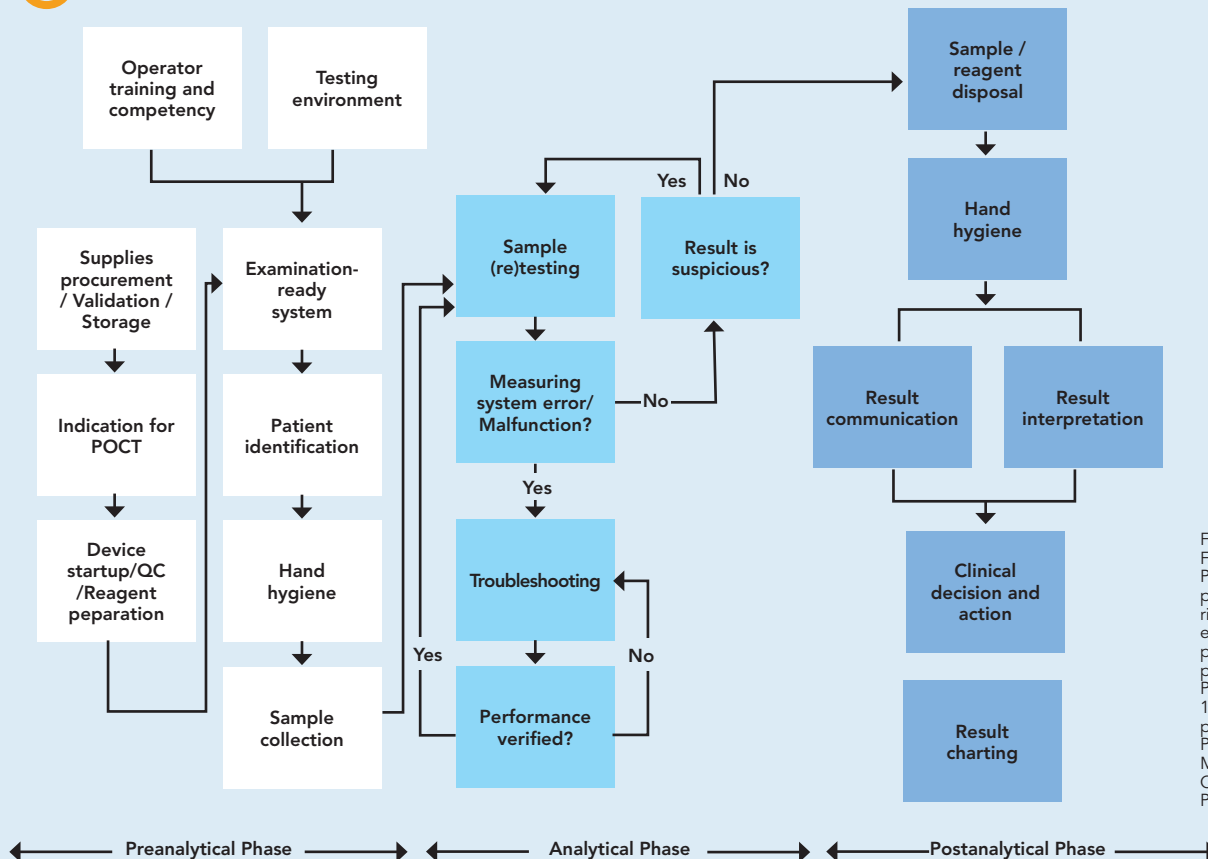 Operator
training and
competency
Testing
environment
Supplies
procurement
/ Validation /
Storage
Indication for
POCT
Device
startup/QC
/Reagent
peparation
Examination-
ready
system
Patient
identification
Hand
hygiene
Sample
collection
Yes
No
Sample
(re)testing
Result is
suspicious?
Measuring
system error/
Malfunction?
No
Yes
Troubleshooting
Yes
No
Performance
verified?
Sample /
reagent
disposal
Hand
hygiene
Result
communication
Result
interpretation
Clinical
decision and
action
Result
charting
F
F
P
p
ri
e
p
p
P
1
p
P
M
C
P
Preanalytical Phase
Analytical Phase
Postanalytical Phase